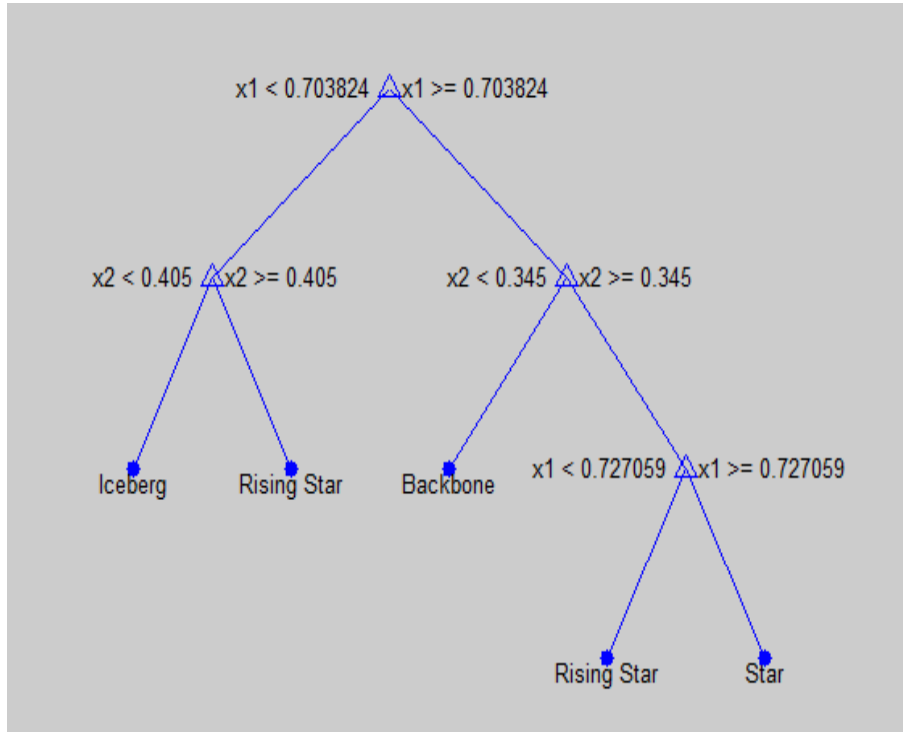 x1 < 0.703824 x1 >= 0.703824
x2 < 0.405 x2 >= 0.405 x2 < 0.345 x2 >= 0.345
Iceberg Rising Star Backbone x1 < 0.727059 x1 >= 0.727059
Rising Star Star